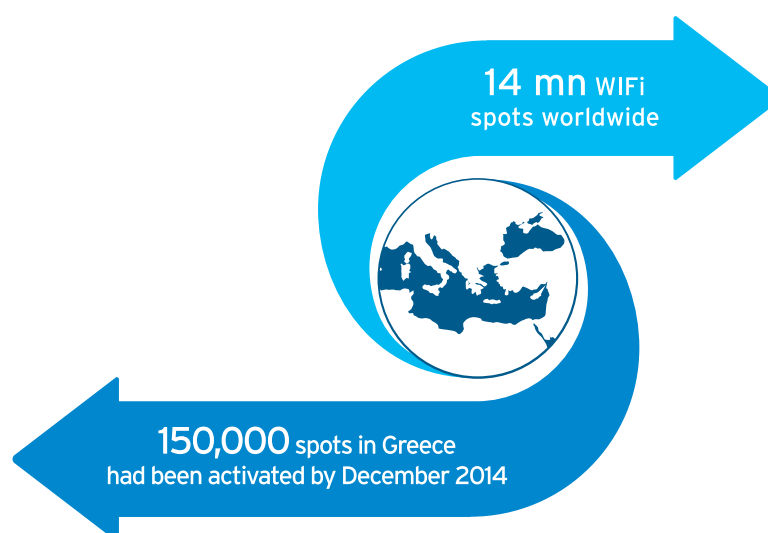 14 mn WIFi
spots worldwide
150,000 spots in Greece
had been activated by December 2014